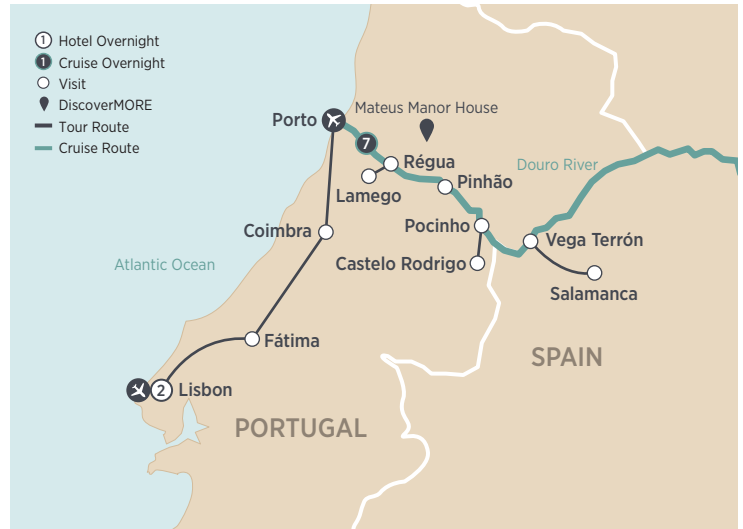 1 Hotel Overnight
1 Cruise Overnight
Visit
DiscoverMORE
Tour Route
Cruise Route
Mateus Manor House
Porto
7
Régua
Douro River
Lamego
Pinhão
Coimbra
Pocinho
Vega Terrón
Atlantic Ocean
Castelo Rodrigo
Salamanca
Fátima
SPAIN
2 Lisbon
PORTUGAL